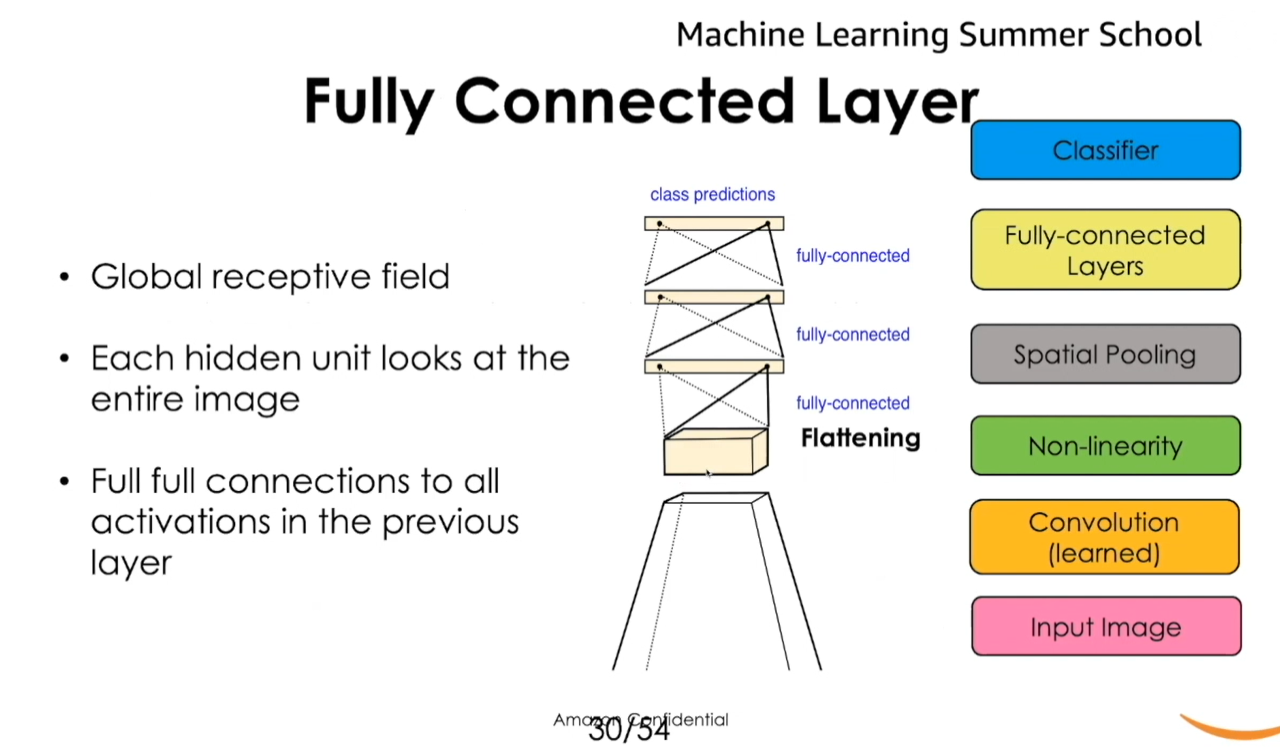 Machine Learning Summer School
Fully Connected Layer
• Global receptive field
• Each hidden unit looks at the
entire image
• Full full connections to all
activations in the previous
layer
class predictions
fully-connected
fully-connected
fully-connected
Flattening
Classifier
Fully-connected
Layers
Spatial Pooling
Non-linearity
Convolution
(learned)
Input Image
Amazon Confidential
30/54